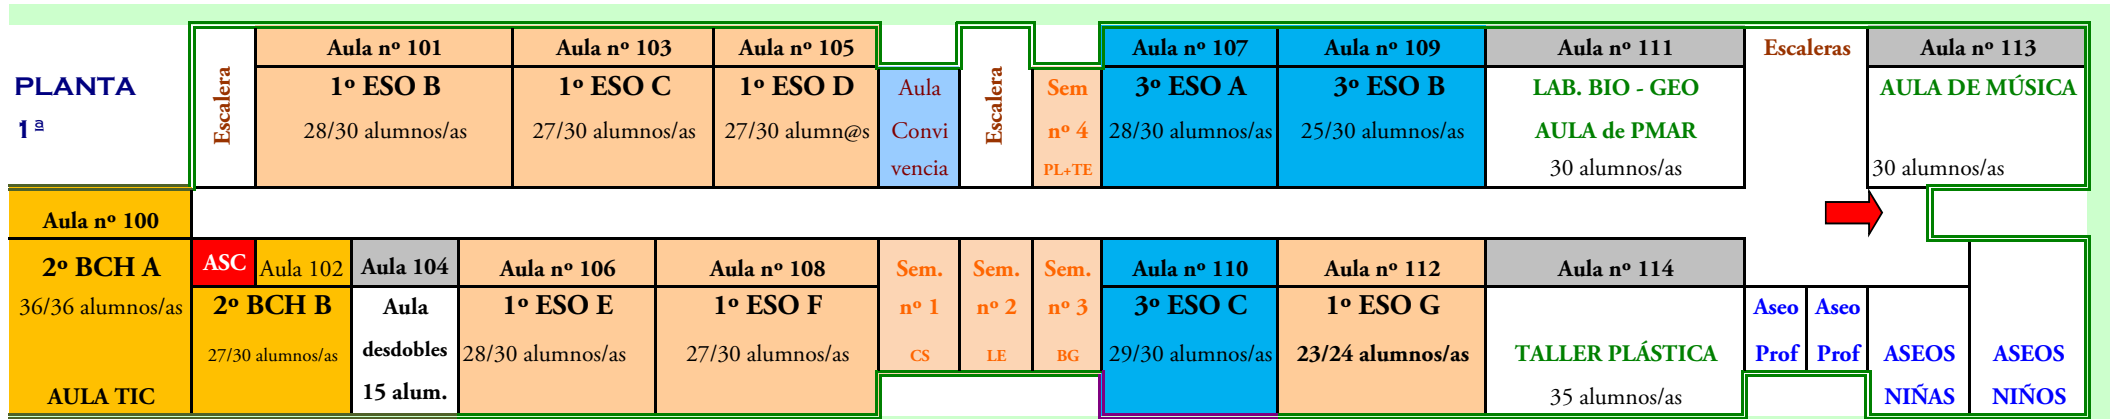 PLANTA
1ª
Escalera
Aula nº 101
1º ESO B
28/30 alumnos/as
Aula nº 103
1º ESO C
27/30 alumnos/as
Aula nº 105
1º ESO D
27/30 alumn@s
Aula
Convi
vencia
Escalera
Sem
nº 4
PL+TE
Aula nº 107
3º ESO A
28/30 alumnos/as
Aula nº 109
3º ESO B
25/30 alumnos/as
Aula nº 111
LAB. BIO - GEO
AULA de PMAR
30 alumnos/as
Escaleras
Aula nº 113
AULA DE MÚSICA
30 alumnos/as
Aula nº 100
2º BCH A
36/36 alumnos/as
AULA TIC
ASC
Aula 102
2º BCH B
27/30 alumnos/as
Aula 104
Aula
desdobles
15 alum.
Aula nº 106
1º ESO E
28/30 alumnos/as
Aula nº 108
1º ESO F
27/30 alumnos/as
Sem.
nº 1
CS
Sem.
nº 2
LE
Sem.
nº 3
BG
Aula nº 110
3º ESO C
29/30 alumnos/as
Aula nº 112
1º ESO G
23/24 alumnos/as
Aula nº 114
TALLER PLÁSTICA
35 alumnos/as
Aseo
Prof
Aseo
Prof
ASEOS
NIÑAS
ASEOS
NIÑOS